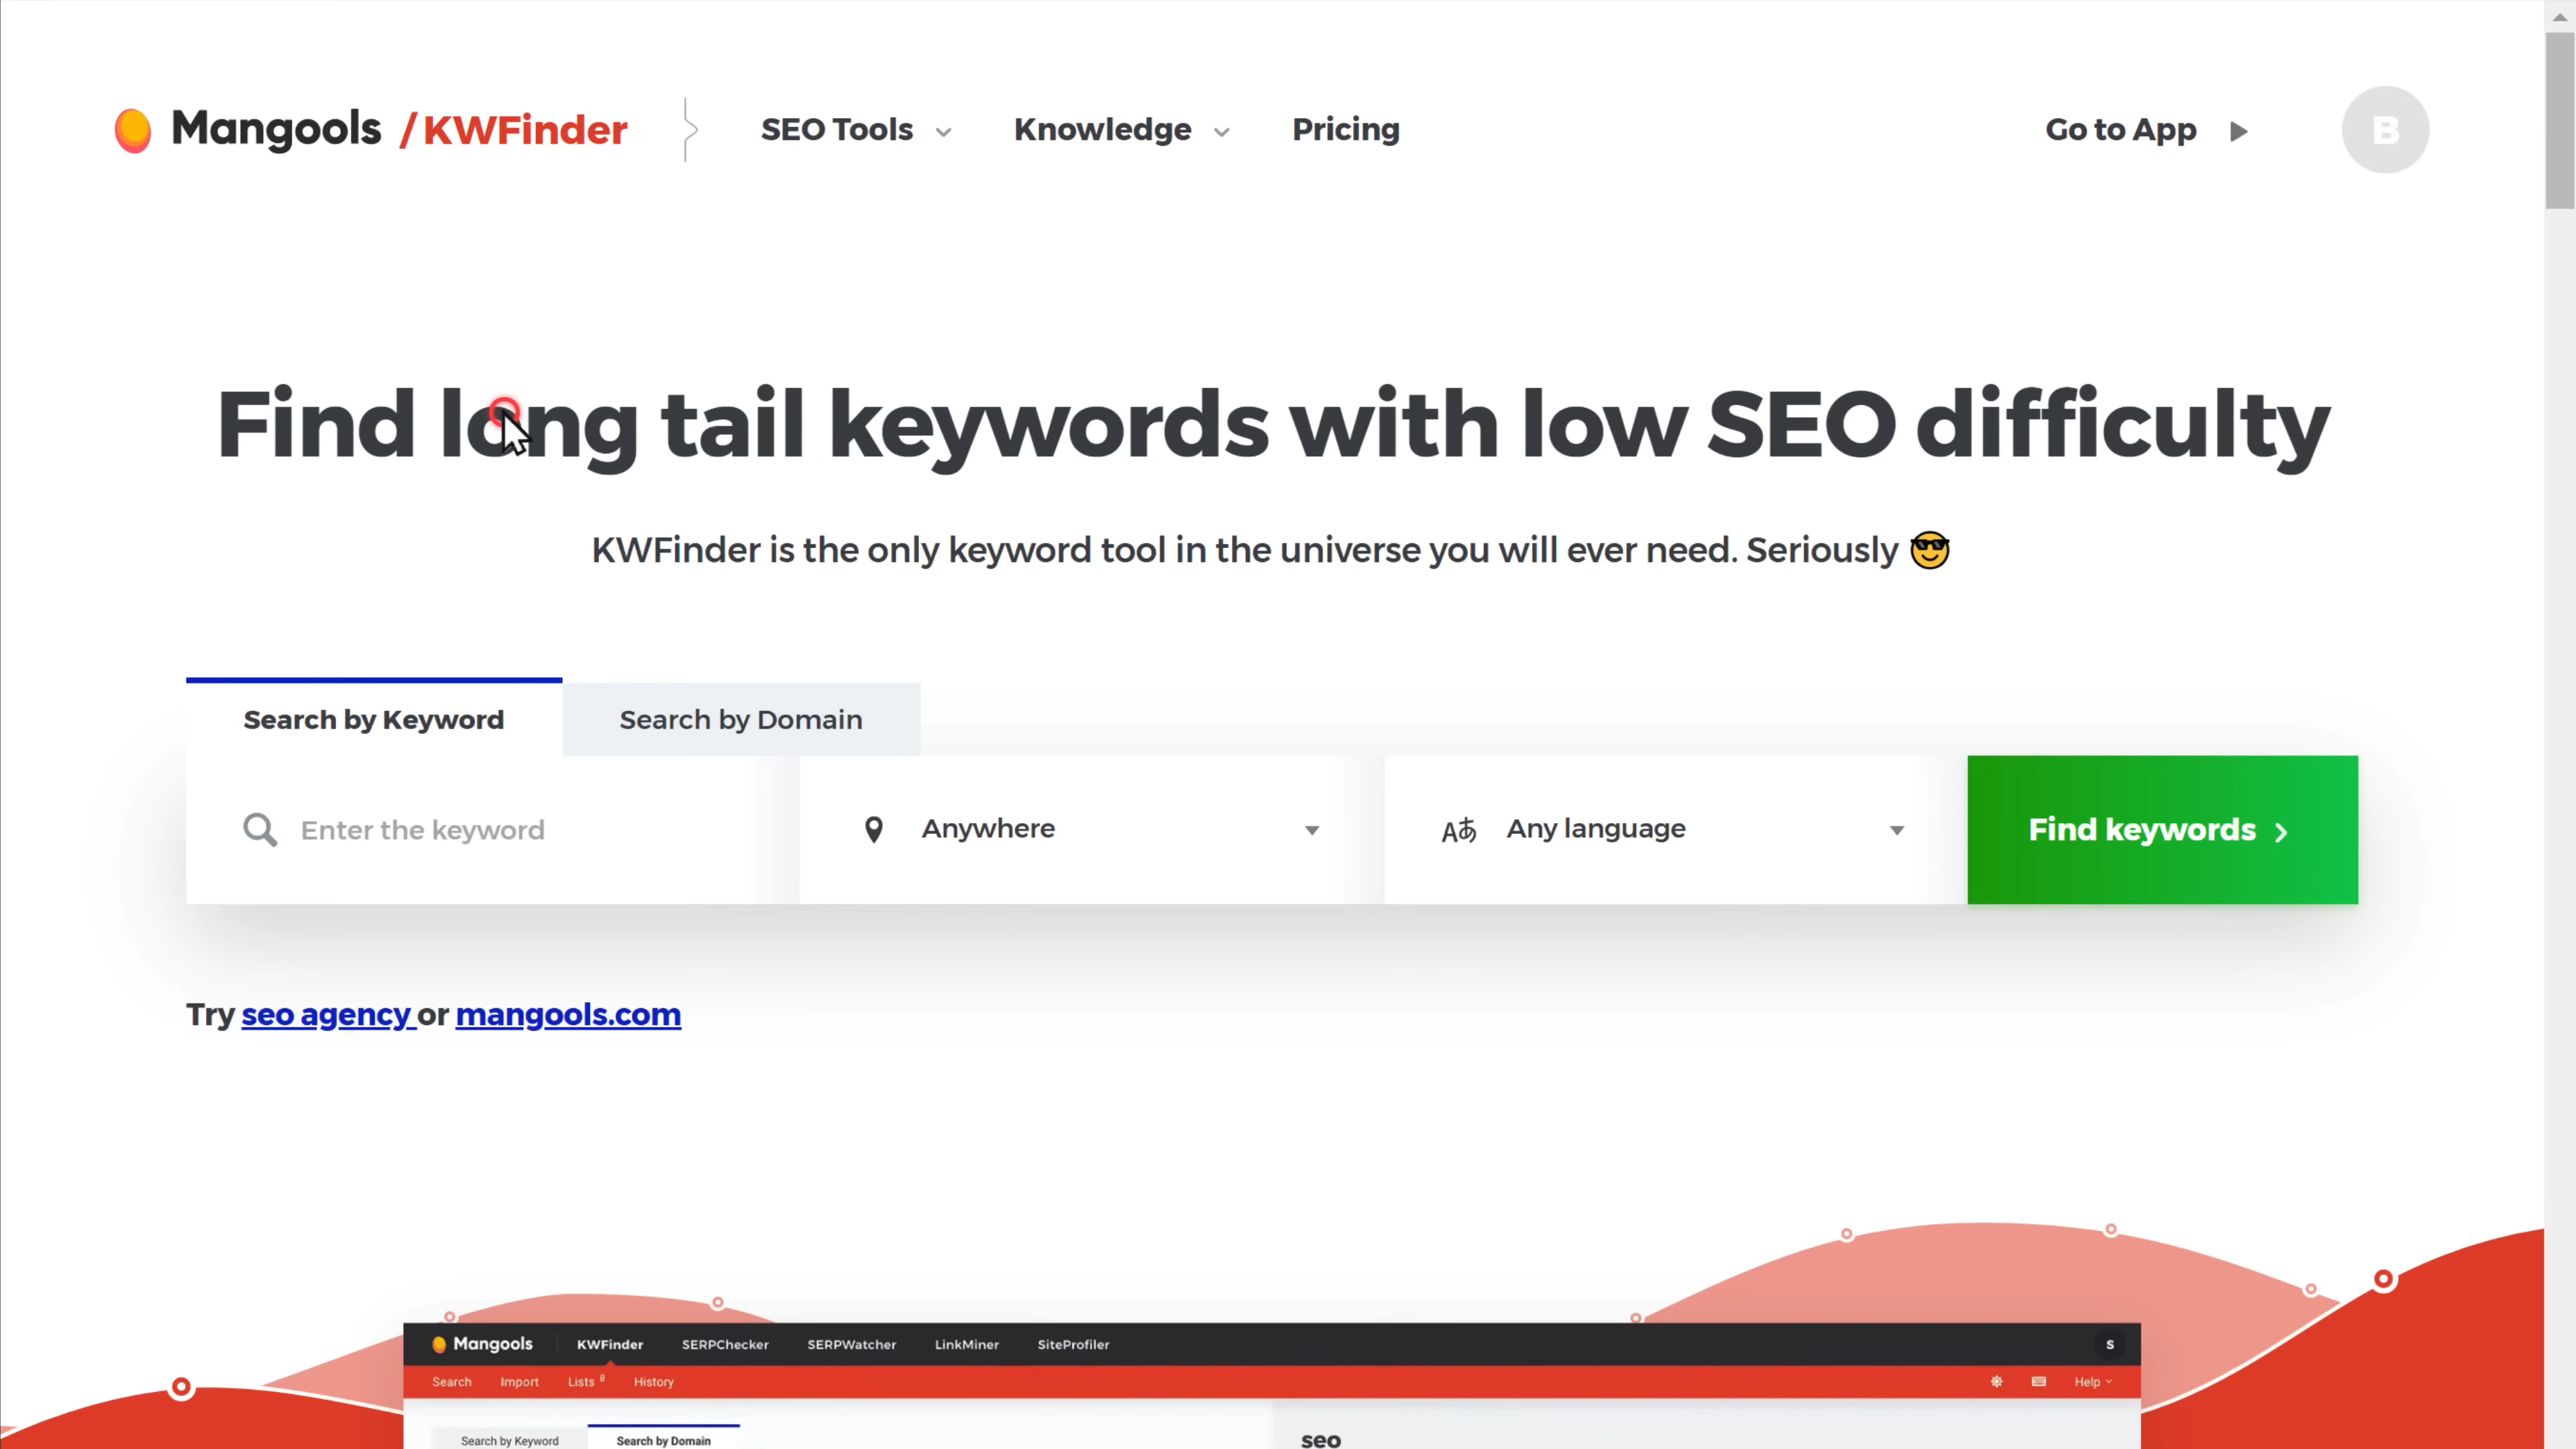 Mangools / KWFinder SEO Tools Knowledge Pricing Go to App B
Find long tail keywords with low SEO difficulty
KWFinder is the only keyword tool in the universe you will ever need. Seriously 😎
Search by Keyword Search by Domain
Enter the keyword Anywhere Aあ Any language Find keywords
Try seo agency or mangools.com
Mangools KWFinder SERPChecker SERPWatcher LinkMiner SiteProfiler S
Search Import Lists 8 History Help
Search by Keyword Search by Domain seo